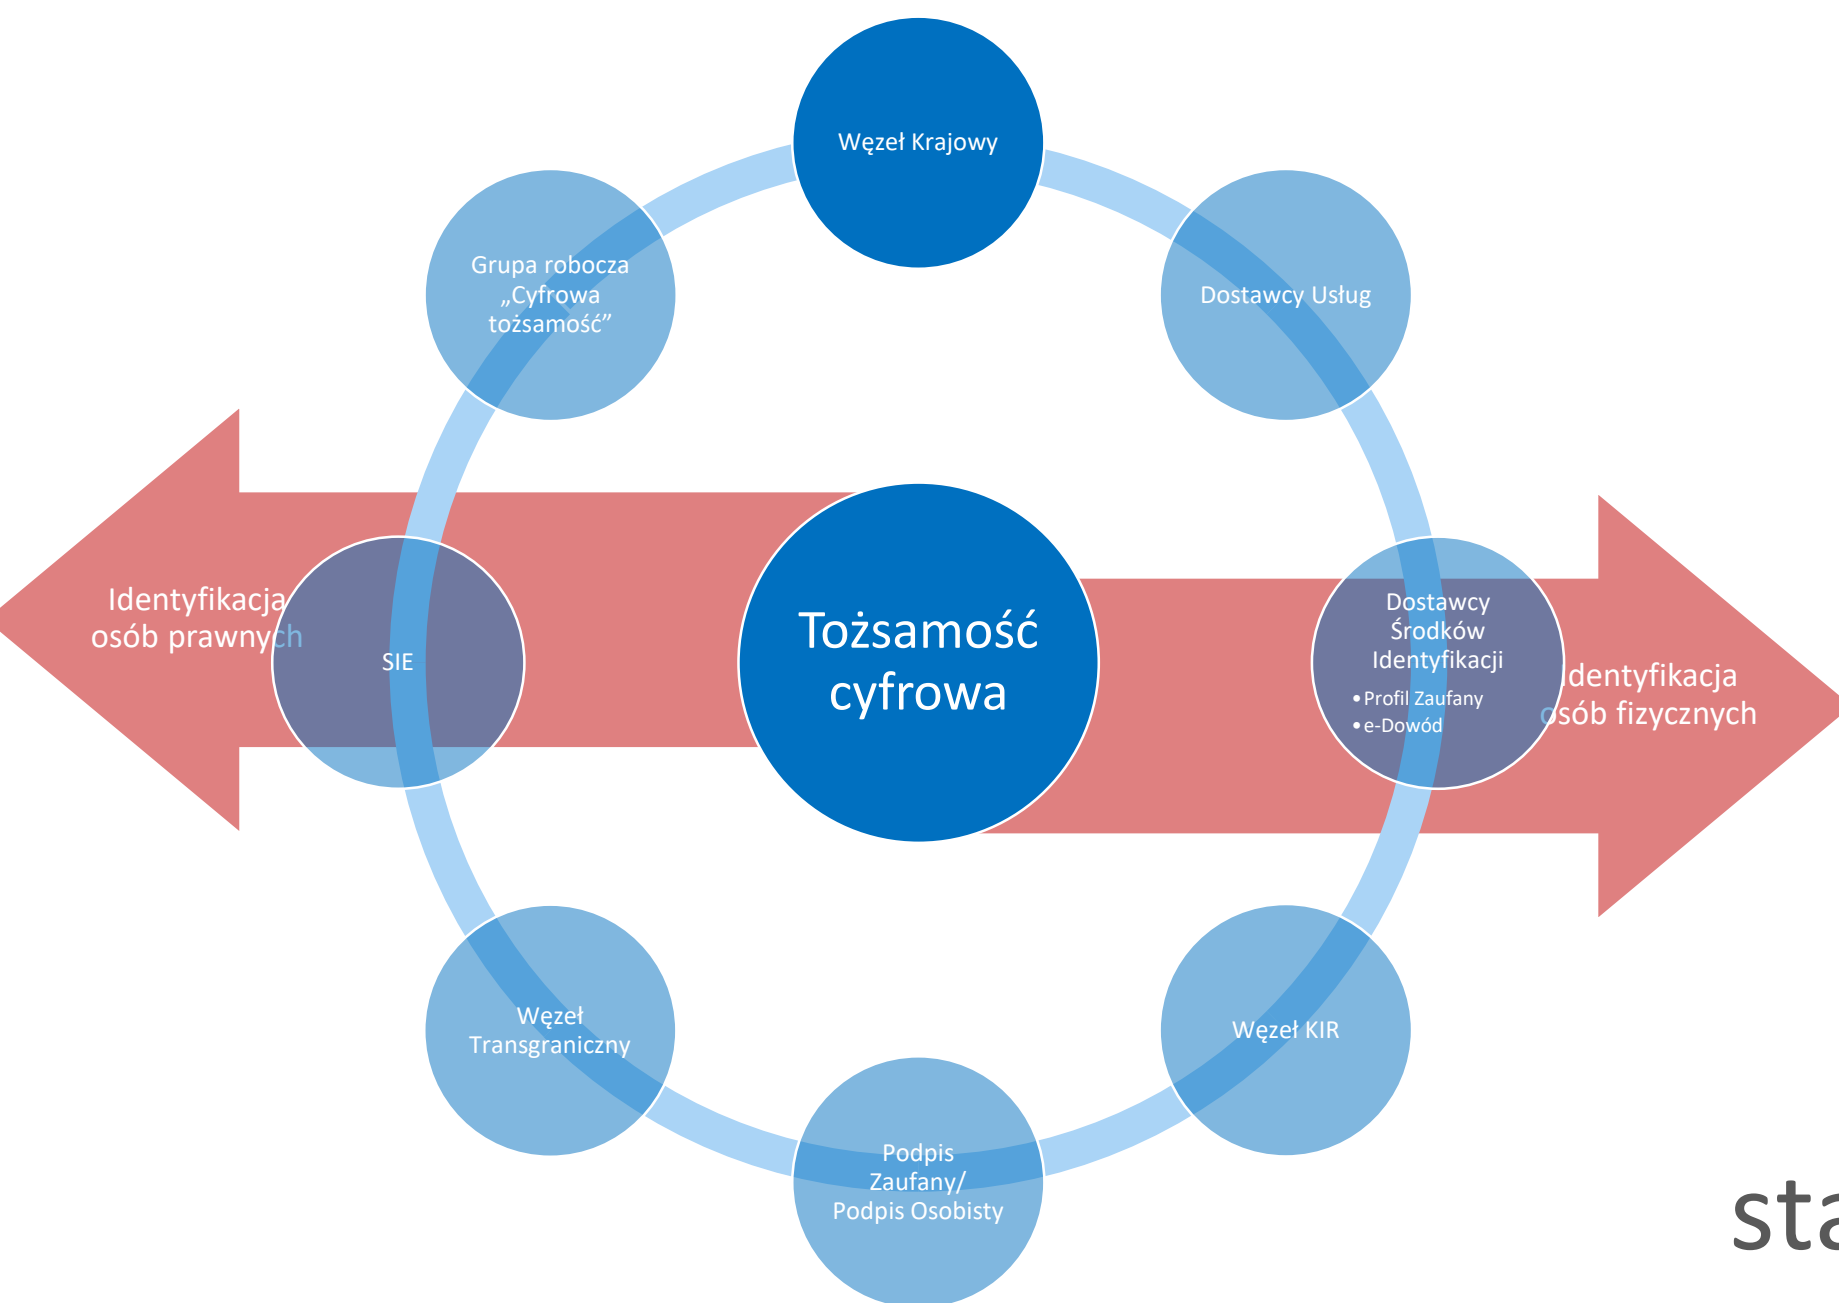 Węzeł Krajowy
Grupa robocza
„Cyfrowa
tożsamość”
Dostawcy Usług
Identyfikacja
osób prawnych
SIE
Tożsamość
cyfrowa
Dostawcy
Środków
Identyfikacji
•Profil Zaufany
•e-Dowód
Identyfikacja
osób fizycznych
Węzeł
Transgraniczny
Węzeł KIR
Podpis
Zaufany/
Podpis Osobisty